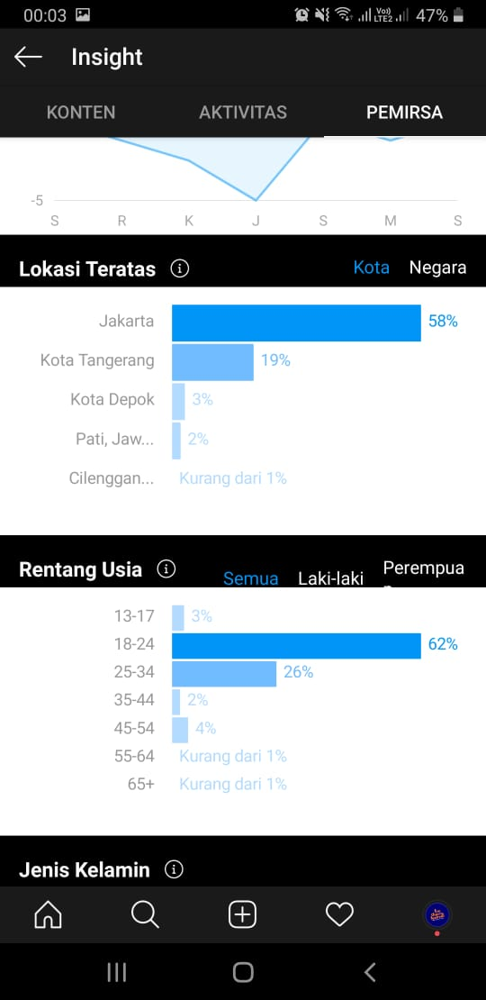 00:03 Vo)) LTE2 47%
Insight
KONTEN AKTIVITAS PEMIRSA
-5
S R K J S M S
Lokasi Teratas Kota Negara
Jakarta 58%
Kota Tangerang 19%
Kota Depok 3%
Pati, Jaw... 2%
Cilenggan... Kurang dari 1%
Rentang Usia Semua Laki-laki Perempua
13-17 3%
18-24 62%
25-34 26%
35-44 2%
45-54 4%
55-64 Kurang dari 1%
65+ Kurang dari 1%
Jenis Kelamin